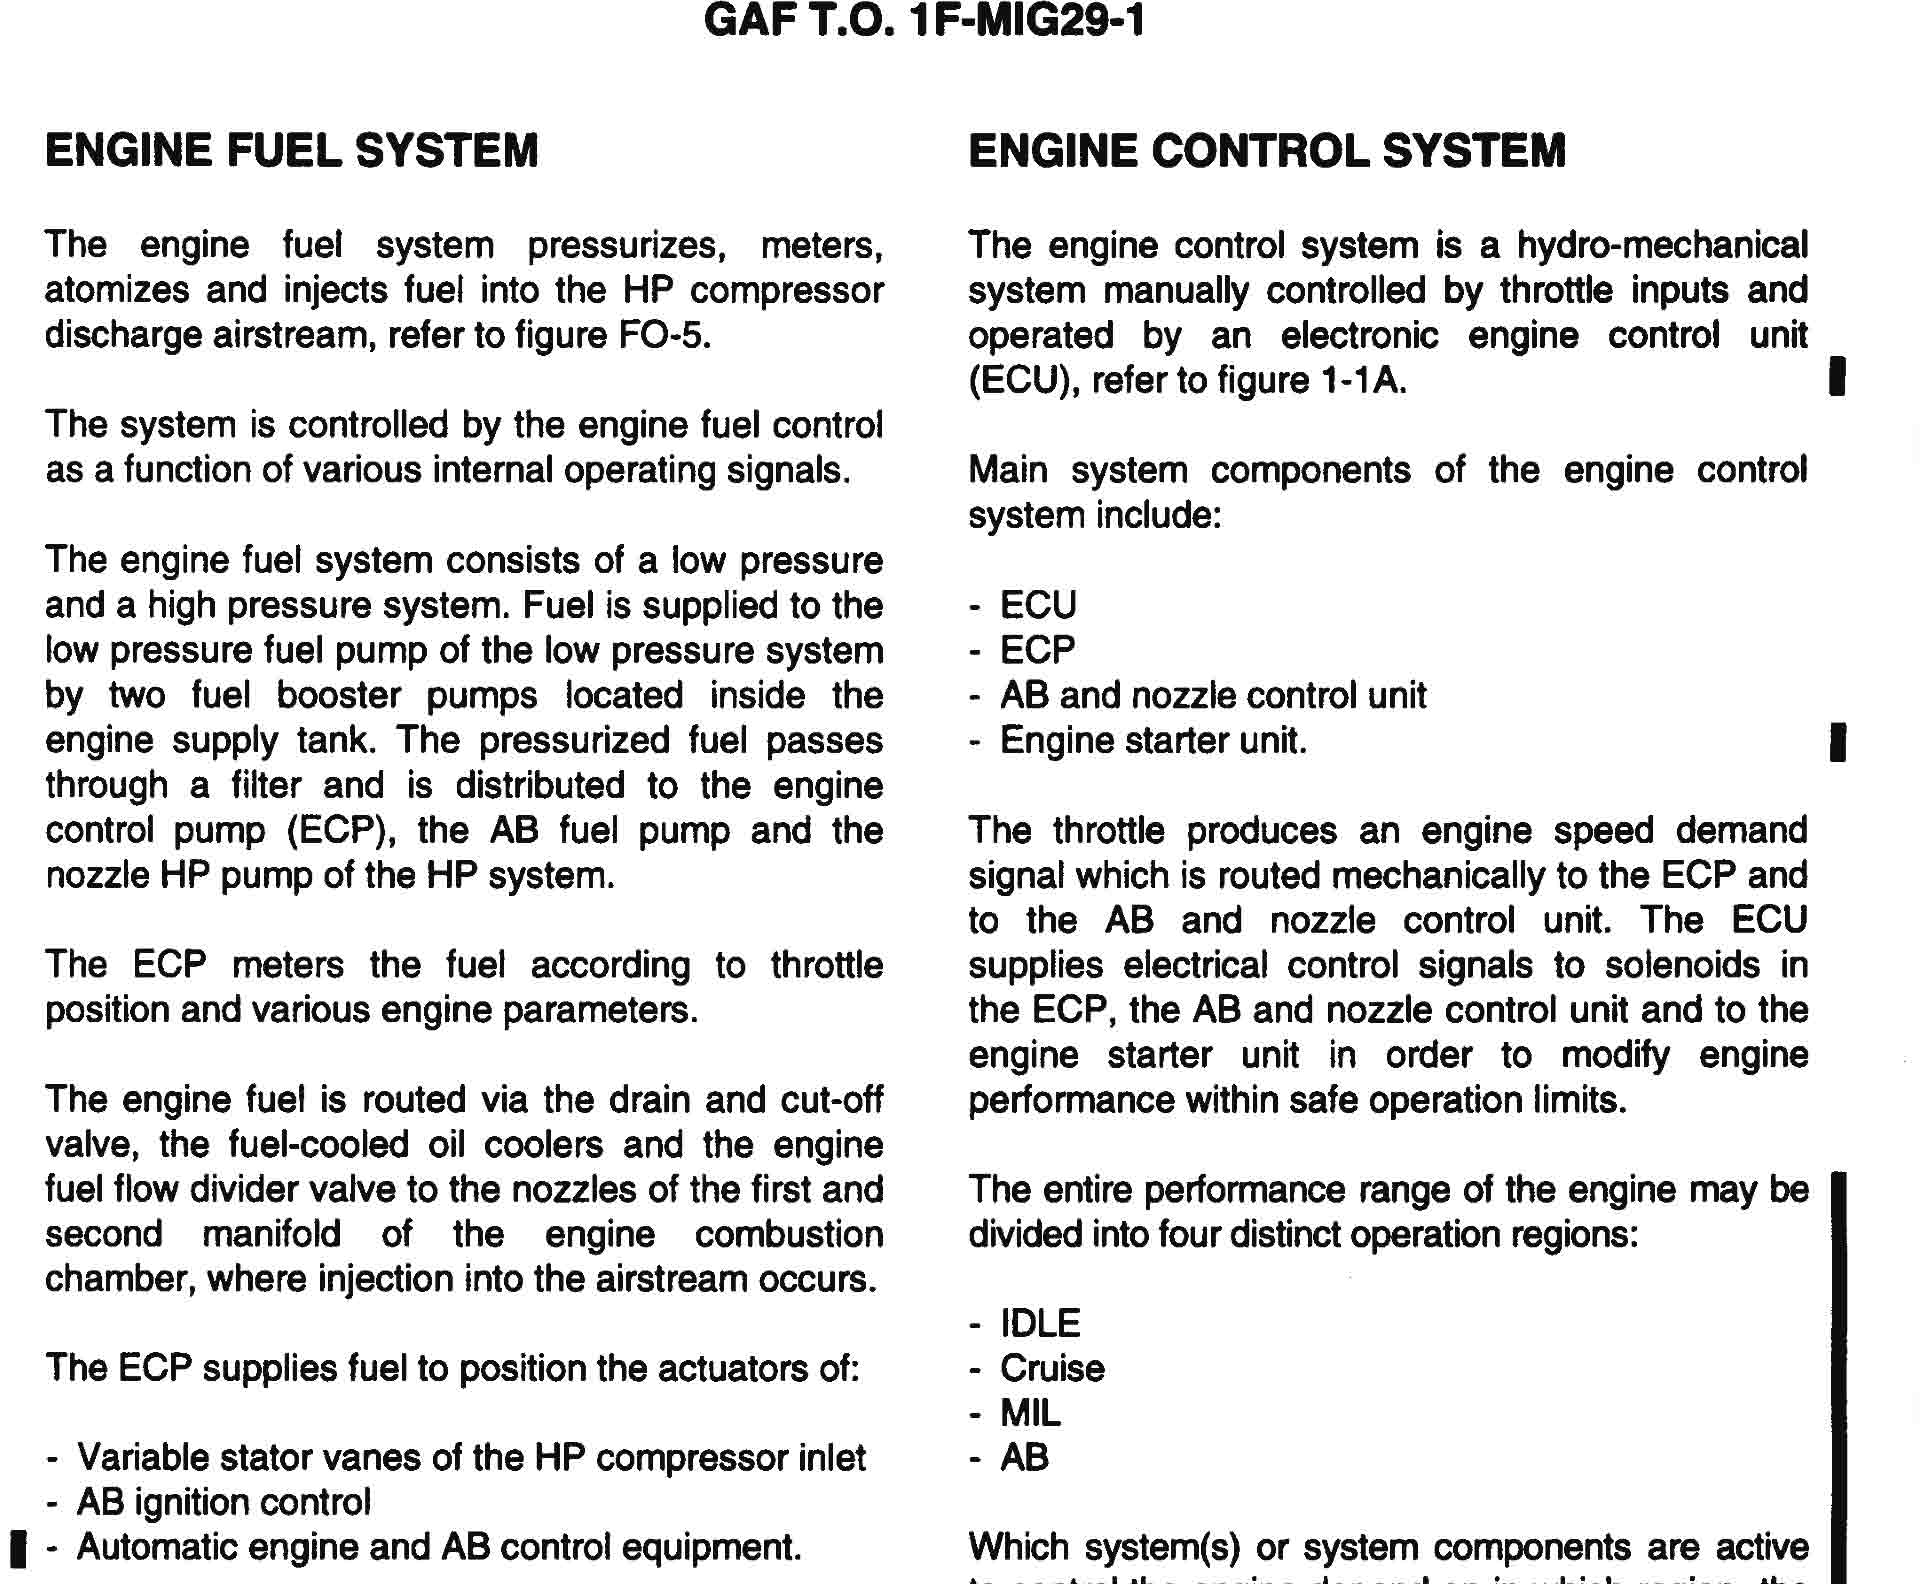 GAF T.O. 1F-MIG29-1
ENGINE FUEL SYSTEM
The engine fuel system pressurizes, meters,
atomizes and injects fuel into the HP compressor
discharge airstream, refer to figure FO-5.
The system is controlled by the engine fuel control
as a function of various internal operating signals.
The engine fuel system consists of a low pressure
and a high pressure system. Fuel is supplied to the
low pressure fuel pump of the low pressure system
by two fuel booster pumps located inside the
engine supply tank. The pressurized fuel passes
through a filter and is distributed to the engine
control pump (ECP), the AB fuel pump and the
nozzle HP pump of the HP system.
The ECP meters the fuel according to throttle
position and various engine parameters.
The engine fuel is routed via the drain and cut-off
valve, the fuel-cooled oil coolers and the engine
fuel flow divider valve to the nozzles of the first and
second manifold of the engine combustion
chamber, where injection into the airstream occurs.
The ECP supplies fuel to position the actuators of:
- Variable stator vanes of the HP compressor inlet
- AB ignition control
- Automatic engine and AB control equipment.
ENGINE CONTROL SYSTEM
The engine control system is a hydro-mechanical
system manually controlled by throttle inputs and
operated by an electronic engine control unit
(ECU), refer to figure 1-1A.
Main system components of the engine control
system include:
- ECU
- ECP
- AB and nozzle control unit
- Engine starter unit.
The throttle produces an engine speed demand
signal which is routed mechanically to the ECP and
to the AB and nozzle control unit. The ECU
supplies electrical control signals to solenoids in
the ECP, the AB and nozzle control unit and to the
engine starter unit in order to modify engine
performance within safe operation limits.
The entire performance range of the engine may be
divided into four distinct operation regions:
- IDLE
- Cruise
- MIL
- AB
Which system(s) or system components are active
to control the engine depend on in which region the